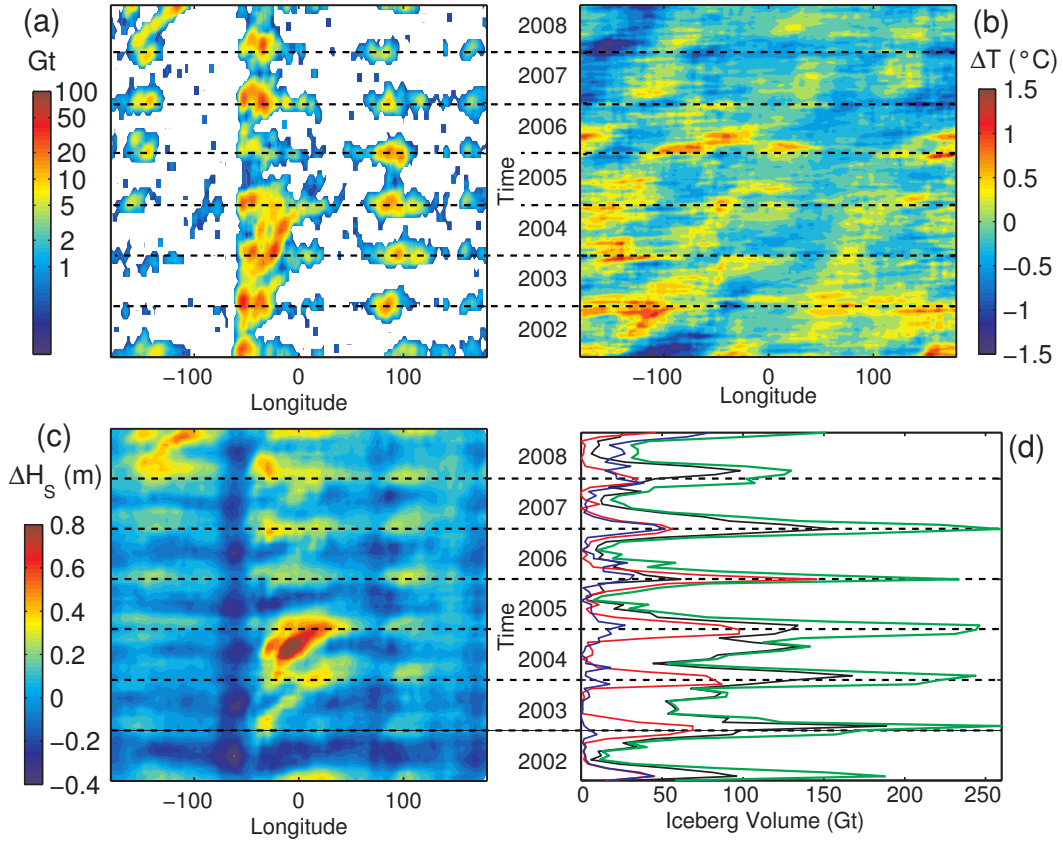 (a)
Gt
100
50
20
10
5
2
1
−100 0 100
Longitude
2008
2007
2006
2005
2004
2003
2002
Time
(b)
ΔT (°C)
1.5
1
0.5
0
−0.5
−1
−1.5
−100 0 100
Longitude
(c)
ΔH_S (m)
0.8
0.6
0.4
0.2
0
−0.2
−0.4
−100 0 100
Longitude
2008
2007
2006
2005
2004
2003
2002
Time
(d)
0 50 100 150 200 250
Iceberg Volume (Gt)